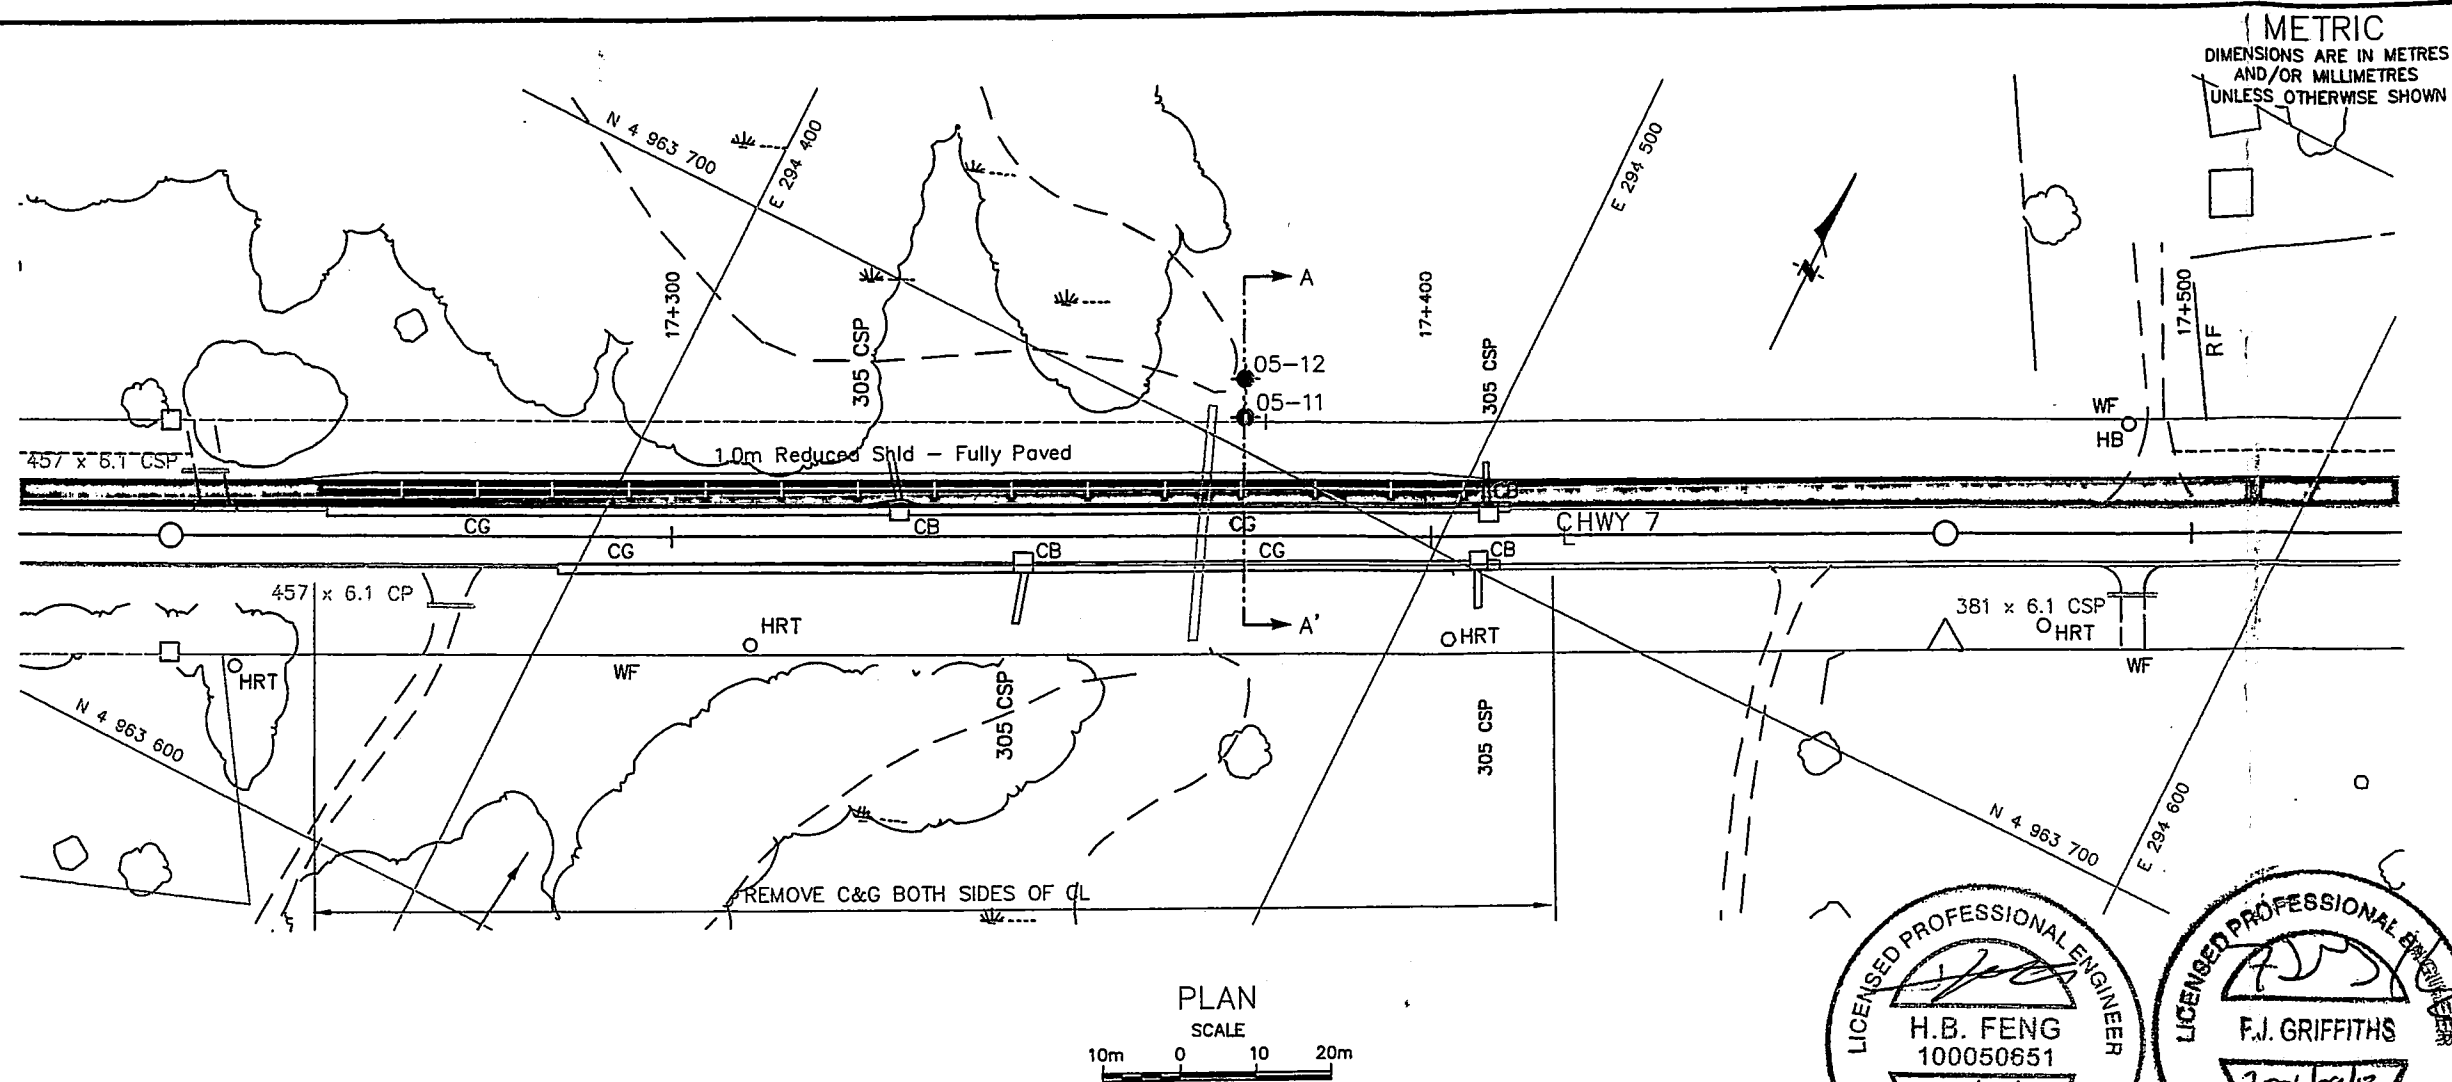 METRIC
DIMENSIONS ARE IN METRES
AND/OR MILLIMETRES
UNLESS OTHERWISE SHOWN
N 4 963 700
E 294 400
E 294 500
17+300
305 CSP
A
17+400
305 CSP
17+500
RF
05-12
05-11
WF
HB
457 x 6.1 CSP
1.0m Reduced Shld - Fully Paved
CB
CG
CB
CG
CL HWY 7
CG
CB
CG
CB
457 x 6.1 CP
381 x 6.1 CSP
HRT
A'
HRT
HRT
HRT
WF
WF
305 CSP
305 CSP
N 4 963 600
N 4 963 700
E 294 600
REMOVE C&G BOTH SIDES OF CL
PLAN
SCALE
10m 0 10 20m
LICENSED PROFESSIONAL ENGINEER
H.B. FENG
100050651
LICENSED PROFESSIONAL ENGINEER
F.J. GRIFFITHS